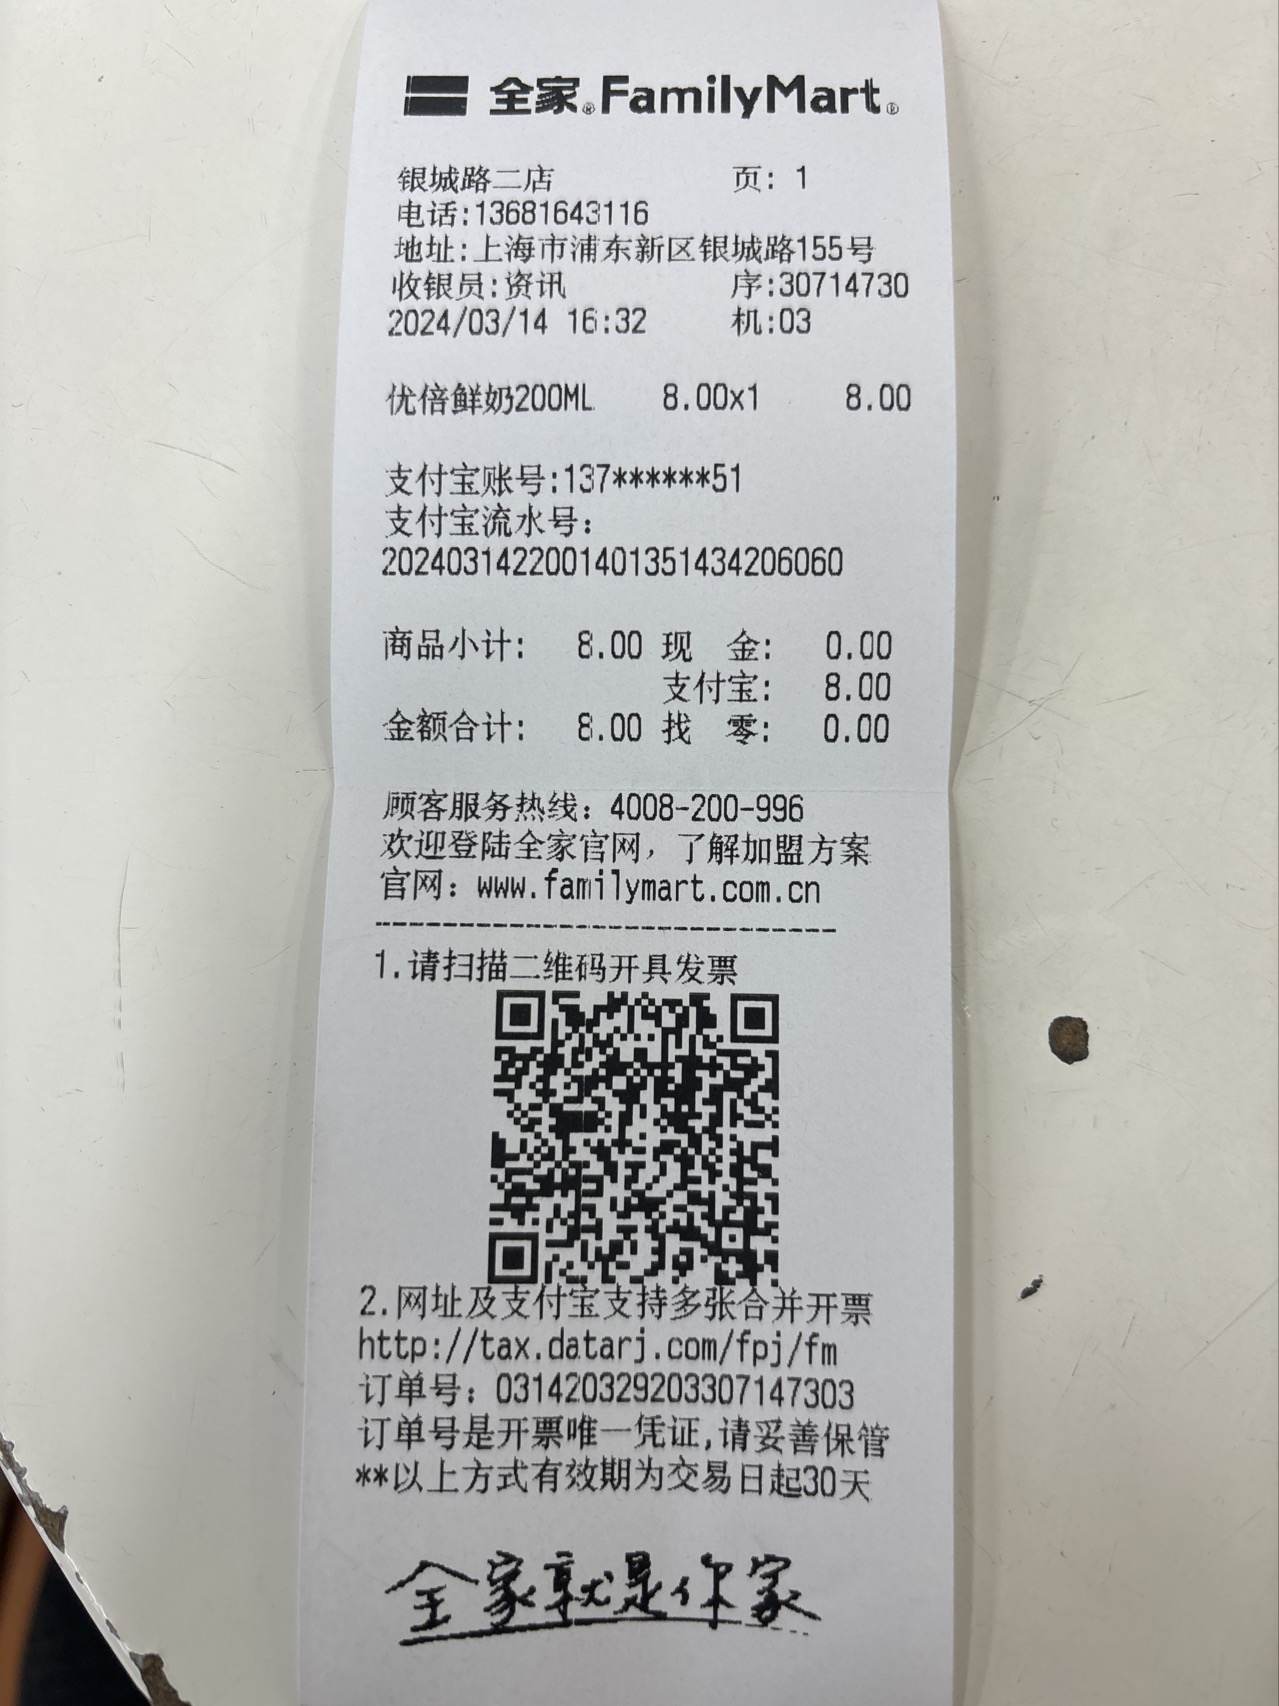 全家®FamilyMart®
银城路二店 页: 1
电话:13681643116
地址:上海市浦东新区银城路155号
收银员:资讯 序:30714730
2024/03/14 16:32 机:03
优倍鲜奶200ML 8.00x1 8.00
支付宝账号:137******51
支付宝流水号:
2024031422001401351434206060
商品小计: 8.00 现 金: 0.00
支付宝: 8.00
金额合计: 8.00 找 零: 0.00
顾客服务热线: 4008-200-996
欢迎登陆全家官网, 了解加盟方案
官网: www.familymart.com.cn
------------------------------
1.请扫描二维码开具发票
2.网址及支付宝支持多张合并开票
http://tax.datarj.com/fpj/fm
订单号: 031420329203307147303
订单号是开票唯一凭证,请妥善保管
**以上方式有效期为交易日起30天
全家就是你家